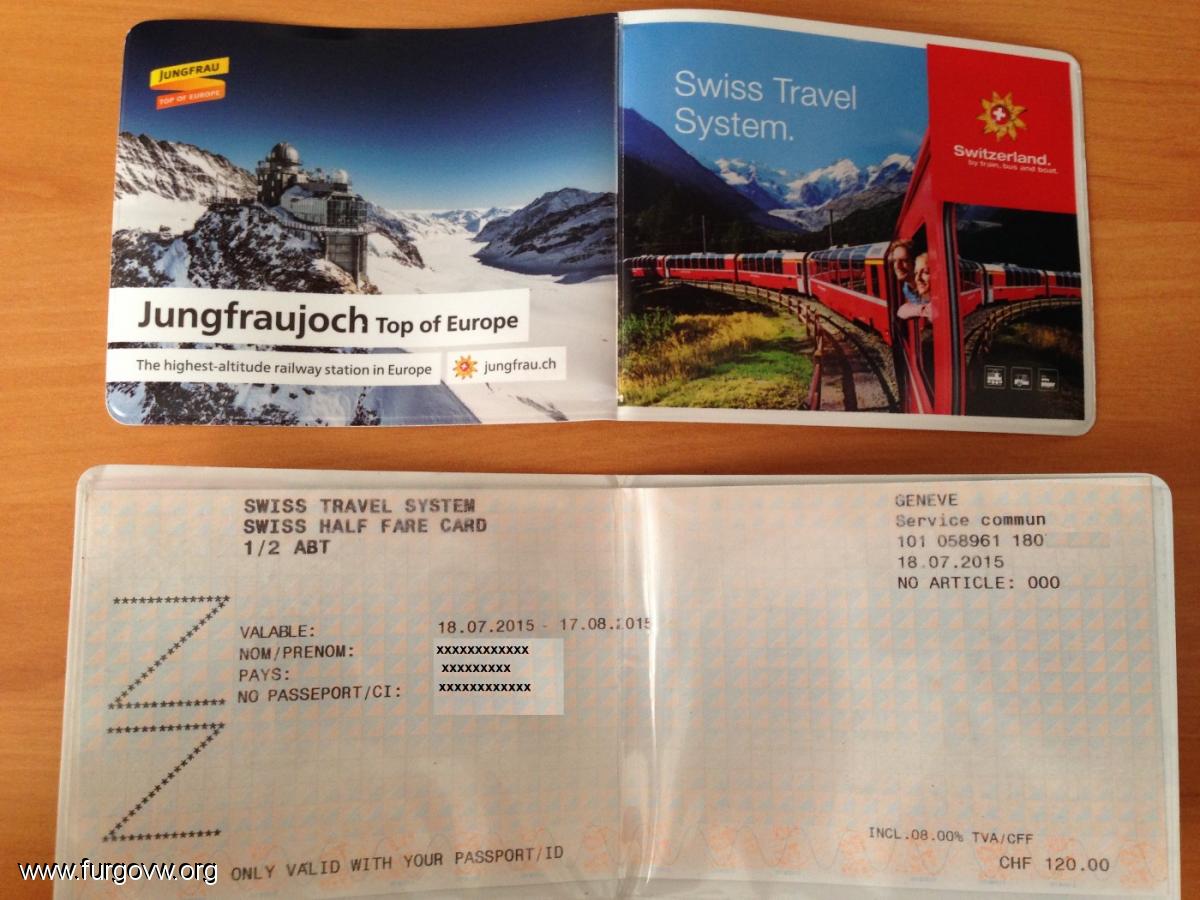 JUNGFRAU
TOP OF EUROPE
Jungfraujoch Top of Europe
The highest-altitude railway station in Europe
jungfrau.ch
Swiss Travel
System.
Switzerland.
by train, bus and boat.
SWISS TRAVEL SYSTEM
SWISS HALF FARE CARD
1/2 ABT
GENEVE
Service commun
101 058961 180
18.07.2015
NO ARTICLE: 000
VALABLE: 18.07.2015 - 17.08.2015
NOM/PRENOM: xxxxxxxxxxxx
PAYS: xxxxxxxxx
NO PASSEPORT/CI: xxxxxxxxxxxx
INCL.08.00% TVA/CFF
CHF 120.00
ONLY VALID WITH YOUR PASSPORT/ID
www.furgovw.org